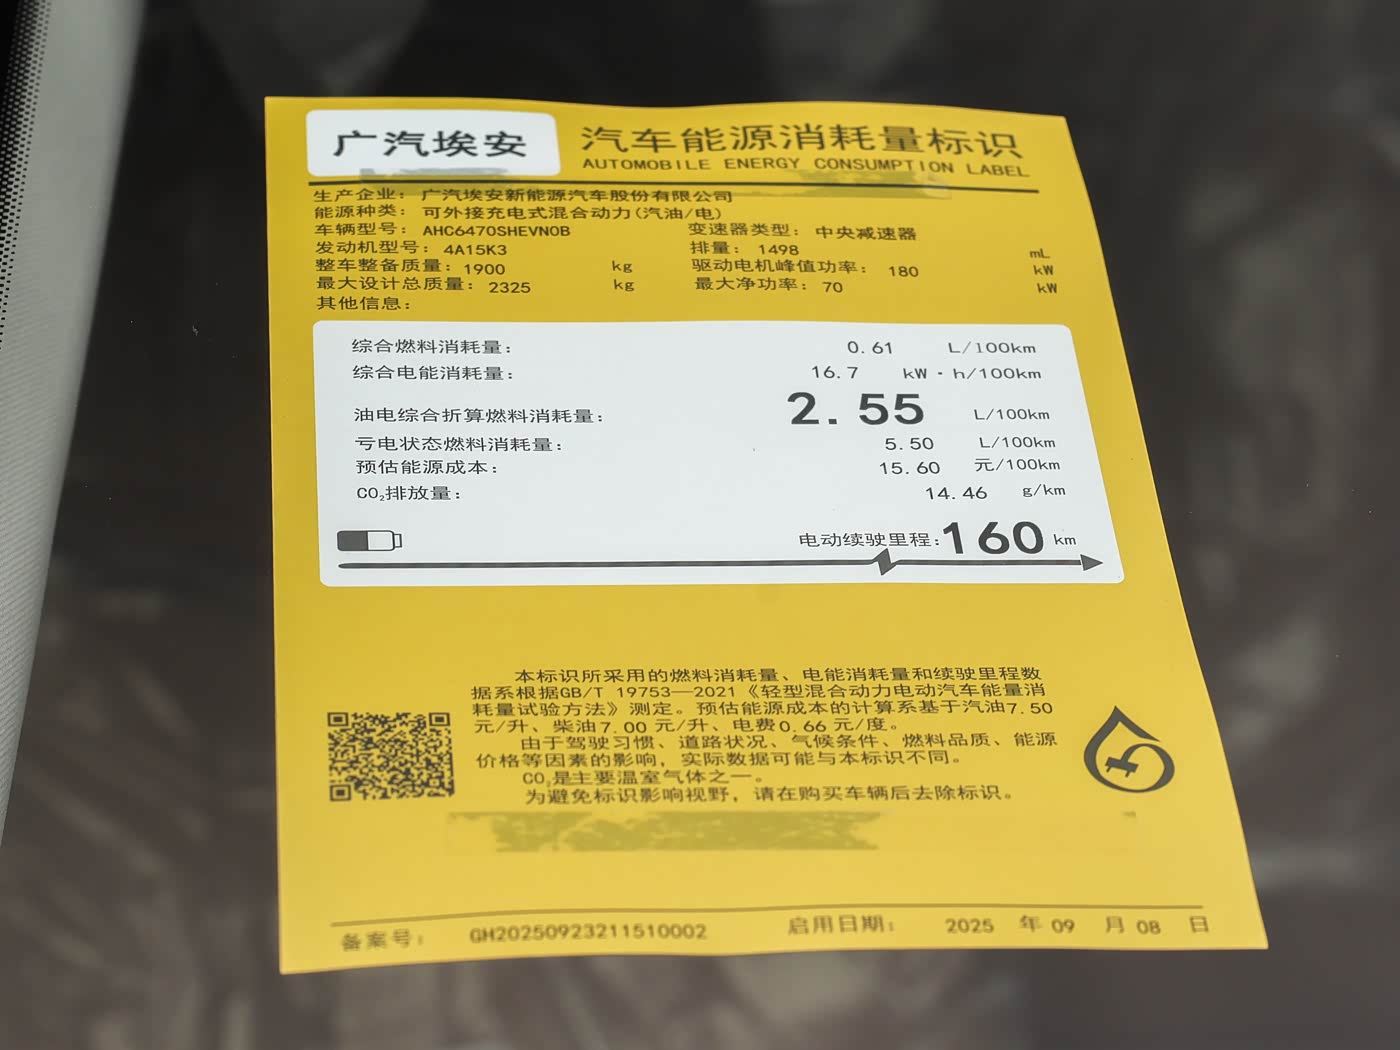 广汽埃安
汽车能源消耗量标识
AUTOMOBILE ENERGY CONSUMPTION LABEL
生产企业：广汽埃安新能源汽车股份有限公司
能源种类：可外接充电式混合动力(汽油/电)
车辆型号：AHC6470SHEVN0B 变速器类型：中央减速器
发动机型号：4A15K3 排量：1498 mL
整车整备质量：1900 kg 驱动电机峰值功率：180 kW
最大设计总质量：2325 kg 最大净功率：70 kW
其他信息：
综合燃料消耗量： 0.61 L/100km
综合电能消耗量： 16.7 kW·h/100km
油电综合折算燃料消耗量： 2.55 L/100km
亏电状态燃料消耗量： 5.50 L/100km
预估能源成本： 15.60 元/100km
CO₂排放量： 14.46 g/km
电动续驶里程：160 km
本标识所采用的燃料消耗量、电能消耗量和续驶里程数
据系根据GB/T 19753—2021《轻型混合动力电动汽车能量消
耗量试验方法》测定。预估能源成本的计算系基于汽油7.50
元/升、柴油7.00 元/升、电费0.66 元/度。
由于驾驶习惯、道路状况、气候条件、燃料品质、能源
价格等因素的影响，实际数据可能与本标识不同。
CO₂是主要温室气体之一。
为避免标识影响视野，请在购买车辆后去除标识。
备案号： GH20250923211510002 启用日期： 2025 年 09 月 08 日